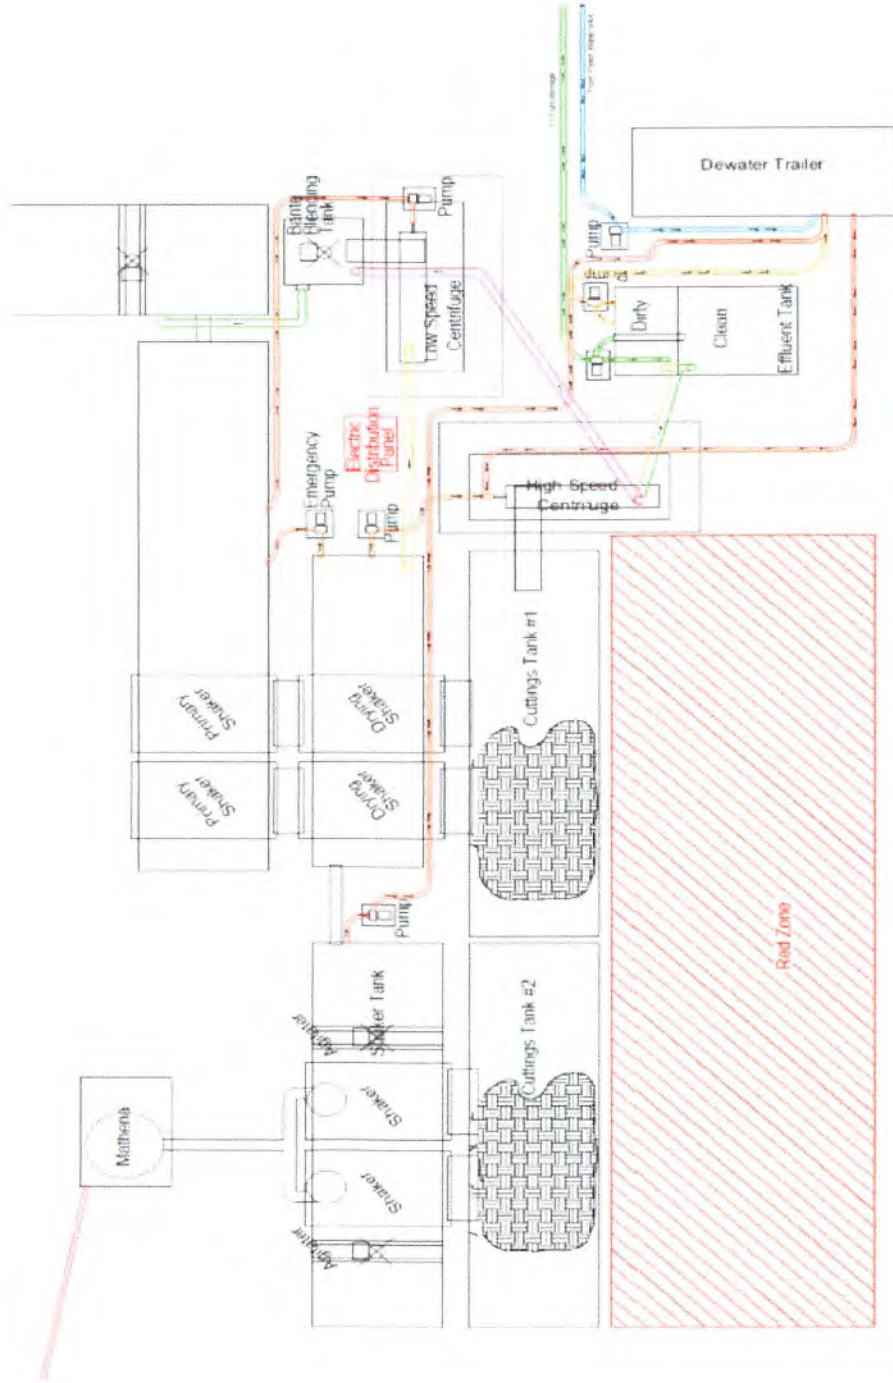 Dewater Trailer
Pump
Barite
Blending
Tank
Pump
Low Speed
Centrifuge
Dirty
Clean
Effluent Tank
Electric
Distribution
Panel
Emergency
Pump
Pump
High Speed
Centrifuge
Cuttings Tank #1
Primary
Shaker
Drying
Shaker
Primary
Shaker
Drying
Shaker
Pump
Red Zone
Shaker Tank
Agitater
Cuttings Tank #2
Shaker
Mathena
Shaker
Agitater